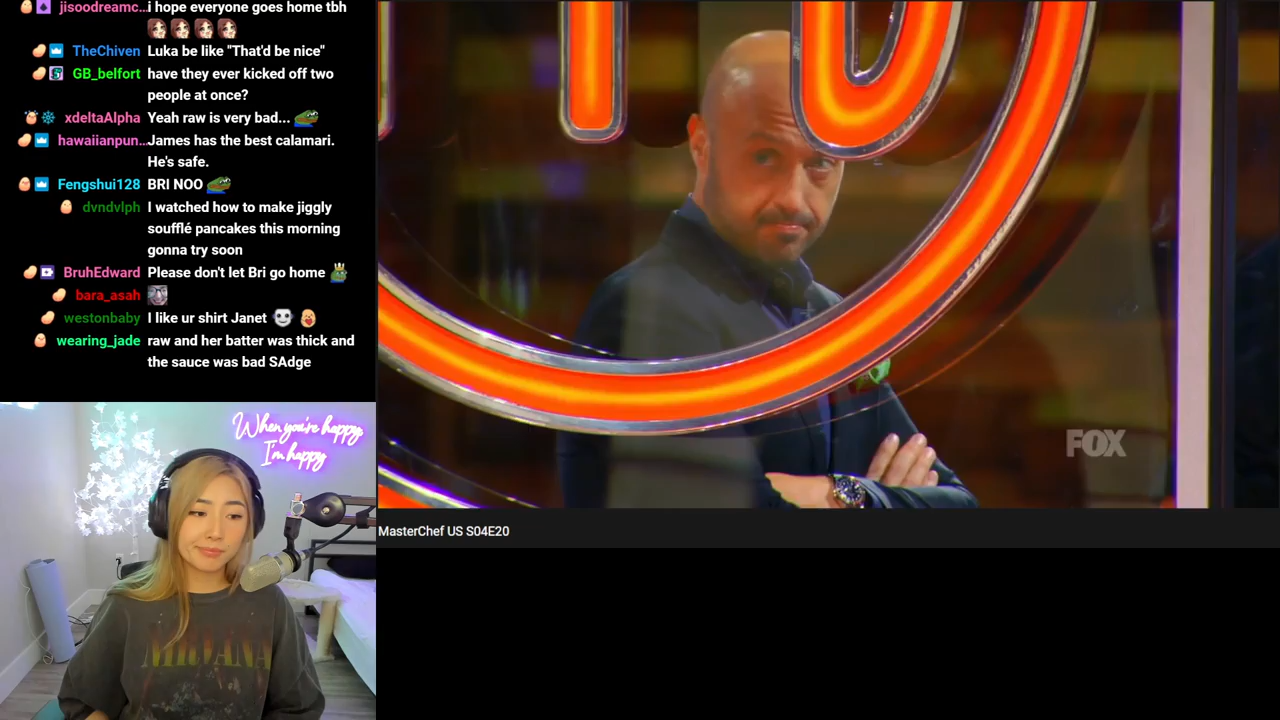 jisoodreamc...i hope everyone goes home tbh
TheChiven Luka be like "That'd be nice"
GB_belfort have they ever kicked off two
people at once?
xdeltaAlpha Yeah raw is very bad...
hawaiianpun...James has the best calamari.
He's safe.
Fengshui128 BRI NOO
dvndvlph I watched how to make jiggly
soufflé pancakes this morning
gonna try soon
BruhEdward Please don't let Bri go home
bara_asah
westonbaby I like ur shirt Janet
wearing_jade raw and her batter was thick and
the sauce was bad SAdge
When you're happy,
I'm happy
NIRVANA
FOX
MasterChef US S04E20